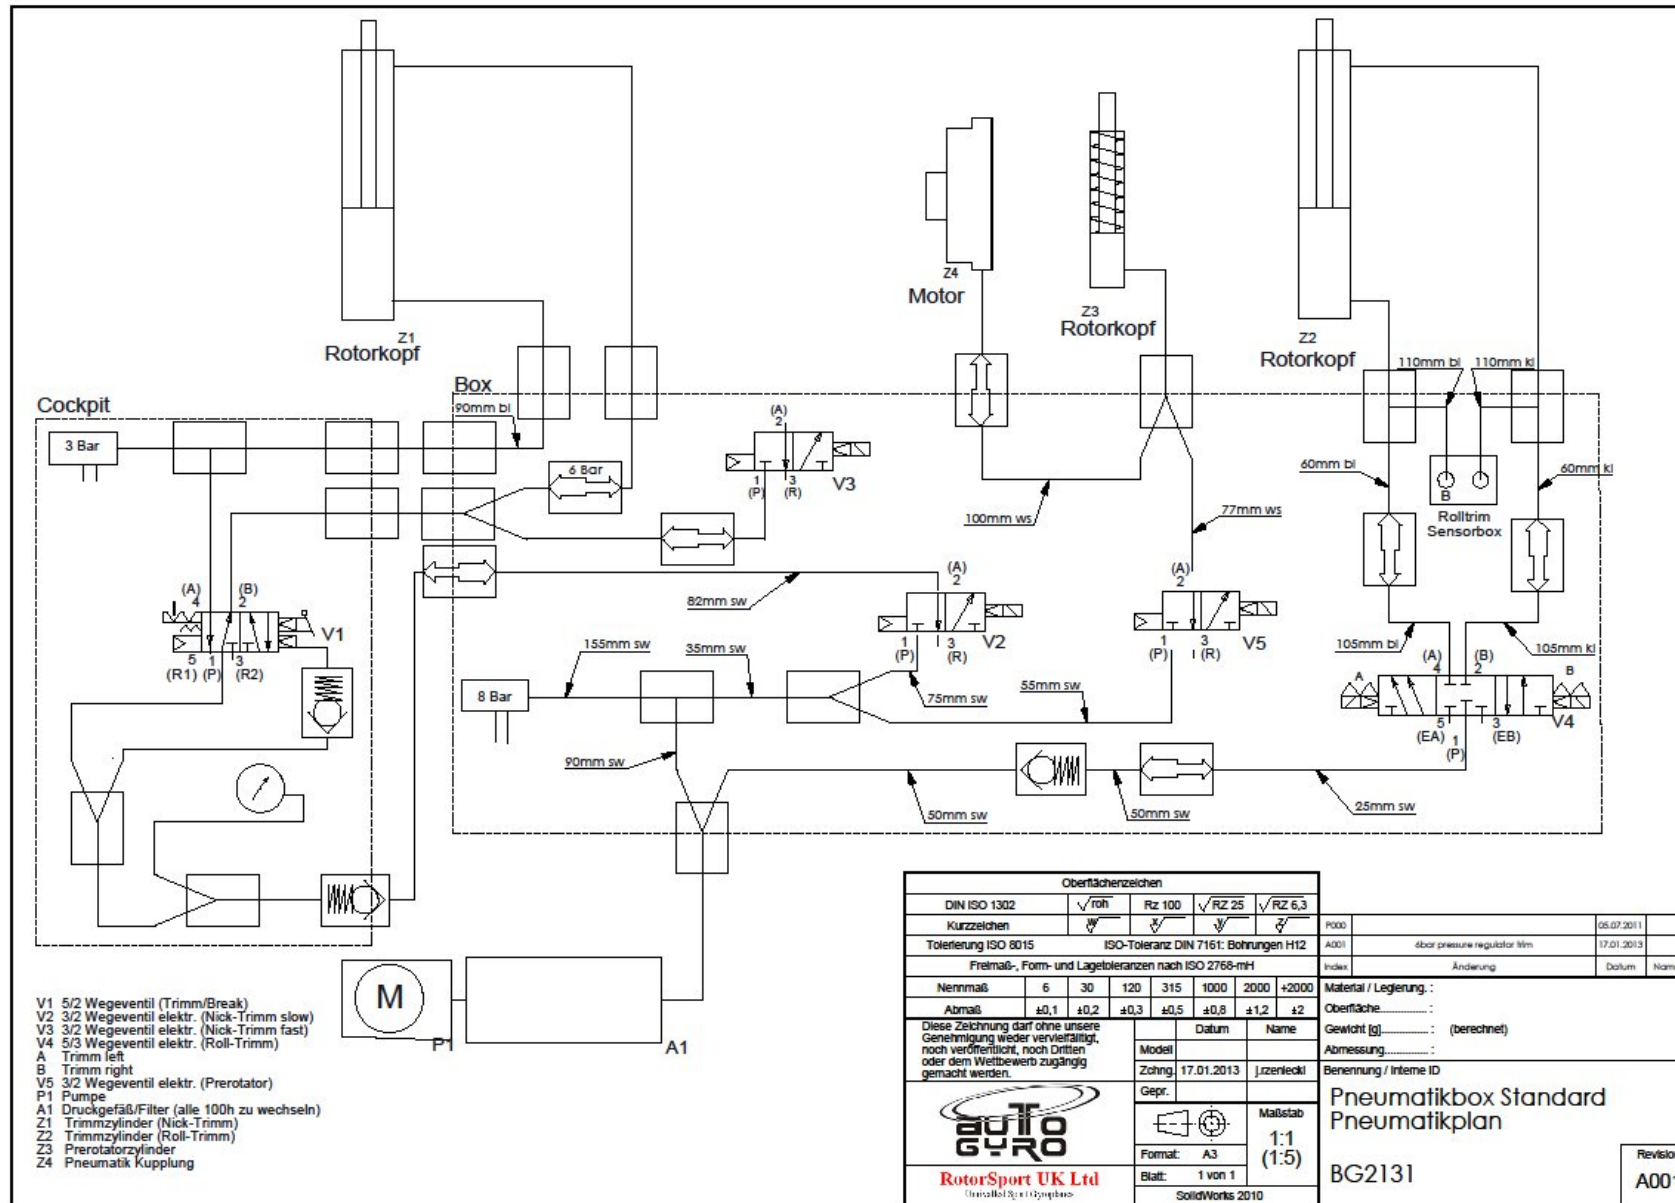 Z1
Rotorkopf
Z4
Motor
Z3
Rotorkopf
Z2
Rotorkopf
110mm bl
110mm kl
Cockpit
Box
90mm bl
3 Bar
6 Bar
(A)
2
1
(P)
3
(R)
V3
100mm ws
77mm ws
60mm bl
60mm kl
B
Rolltrim
Sensorbox
(A)
4
(B)
2
V1
5
(R1)
1
(P)
3
(R2)
82mm sw
(A)
2
1
(P)
3
(R)
V2
(A)
2
1
(P)
3
(R)
V5
155mm sw
35mm sw
8 Bar
75mm sw
55mm sw
90mm sw
105mm bl
105mm kl
(A)
4
(B)
2
A
B
5
(EA)
1
(P)
3
(EB)
V4
50mm sw
50mm sw
25mm sw
M
P1
A1
V1 5/2 Wegeventil (Trimm/Break)
V2 3/2 Wegeventil elektr. (Nick-Trimm slow)
V3 3/2 Wegeventil elektr. (Nick-Trimm fast)
V4 5/3 Wegeventil elektr. (Roll-Trimm)
A Trimm left
B Trimm right
V5 3/2 Wegeventil elektr. (Prerotator)
P1 Pumpe
A1 Druckgefäß/Filter (alle 100h zu wechseln)
Z1 Trimmzylinder (Nick-Trimm)
Z2 Trimmzylinder (Roll-Trimm)
Z3 Prerotatorzylinder
Z4 Pneumatik Kupplung
Oberflächenzeichen
DIN ISO 1302 roh Rz 100 RZ 25 RZ 6,3
Kurzzeichen w x y z
Tolerierung ISO 8015 ISO-Toleranz DIN 7161: Bohrungen H12
Freimaß-, Form- und Lagetoleranzen nach ISO 2768-mH
Nennmaß 6 30 120 315 1000 2000 +2000
Abmaß ±0,1 ±0,2 ±0,3 ±0,5 ±0,8 ±1,2 ±2
Diese Zeichnung darf ohne unsere
Genehmigung weder vervielfältigt,
noch veröffentlicht, noch Dritten
oder dem Wettbewerb zugängig
gemacht werden.
Datum Name
Modell
Zchng. 17.01.2013 j.rzeniecki
Gepr.
Maßstab
1:1
(1:5)
Format: A3
Blatt: 1 von 1
SolidWorks 2010
AUTO
GYRO
RotorSport UK Ltd
P000 05.07.2011
A001 6bar pressure regulator trim 17.01.2013
Index Änderung Datum Name
Material / Legierung. :
Oberfläche.............. :
Gewicht [g].............. : (berechnet)
Abmessung.............. :
Benennung / Interne ID
Pneumatikbox Standard
Pneumatikplan
BG2131
A001